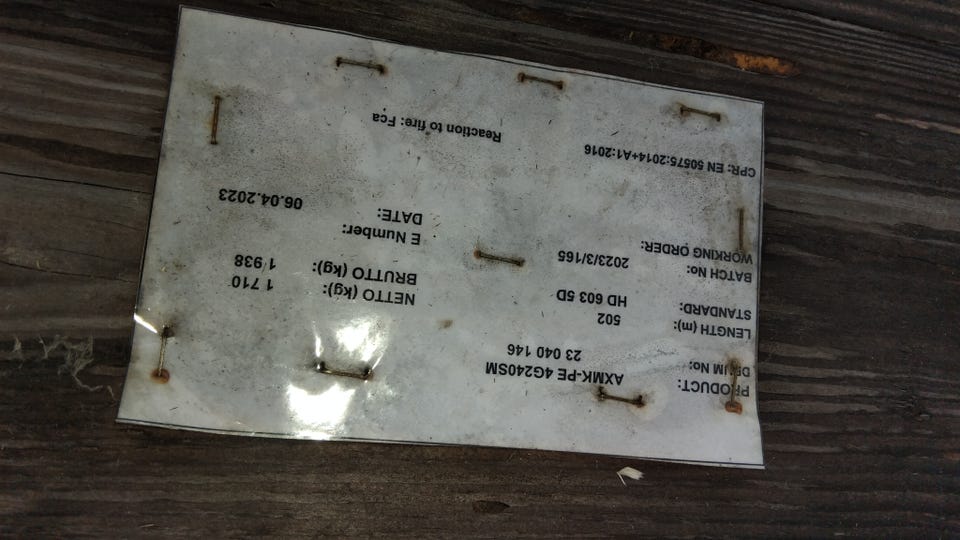 PRODUCT: AXMK-PE 4G240SM
DRUM No: 23 040 146
LENGTH (m): 502
STANDARD: HD 603 5D
BATCH No: 2023/3/165
WORKING ORDER:
NETTO (kg): 1 710
BRUTTO (kg): 1 938
E Number:
DATE: 06.04.2023
CPR: EN 50575:2014+A1:2016
Reaction to fire: Fca